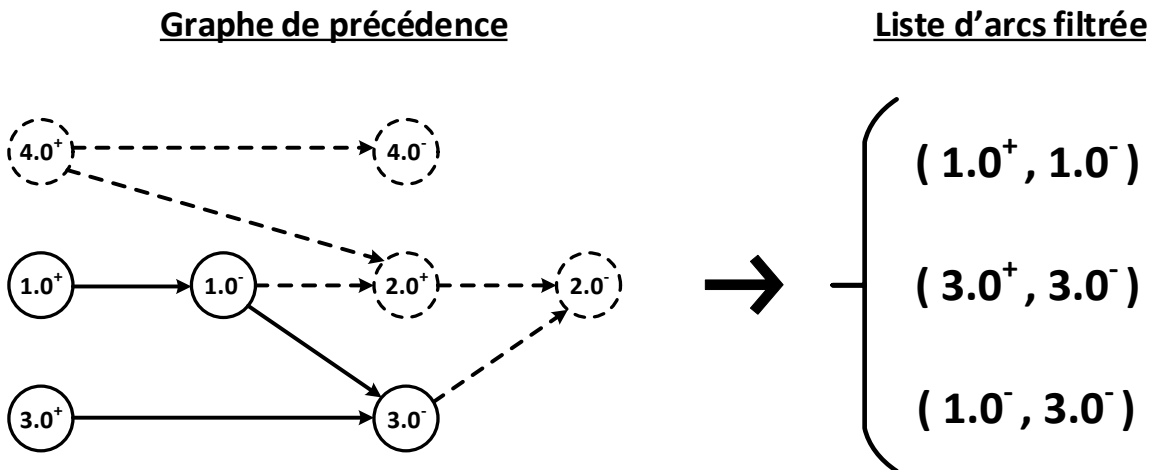 Graphe de précédence
Liste d'arcs filtrée
4.0⁺ 4.0⁻
1.0⁺ 1.0⁻ 2.0⁺ 2.0⁻
3.0⁺ 3.0⁻
( 1.0⁺ , 1.0⁻ )
( 3.0⁺ , 3.0⁻ )
( 1.0⁻ , 3.0⁻ )